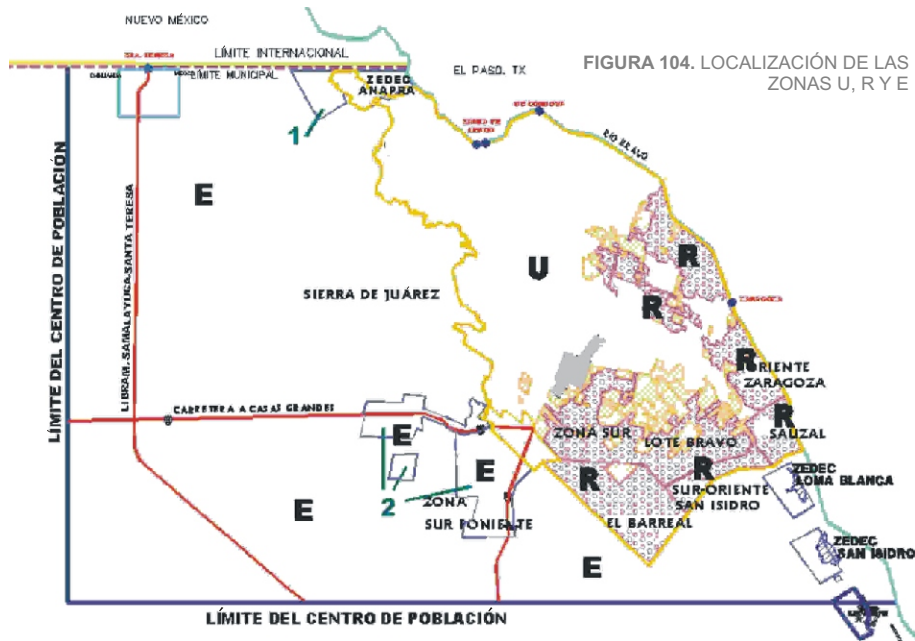 NUEVO MÉXICO
LÍMITE INTERNACIONAL
LÍMITE MUNICIPAL
ZEDEC
ANAPRA
EL PASO, TX
FIGURA 104. LOCALIZACIÓN DE LAS
ZONAS U, R Y E
1
RÍO BRAVO
LÍMITE DEL CENTRO DE POBLACIÓN
LIBRAM. SAMALAYUCA-SANTA TERESA
E
U
R
SIERRA DE JUÁREZ
R
ZARAGOZA
R
ORIENTE
ZARAGOZA
CARRETERA A CASAS GRANDES
R
SAUZAL
E
ZONA SUR
LOTE BRAVO
E
R
R
ZEDEC
LOMA BLANCA
2
ZONA
SUR PONIENTE
SUR-ORIENTE
SAN ISIDRO
E
EL BARREAL
ZEDEC
SAN ISIDRO
E
LÍMITE DEL CENTRO DE POBLACIÓN